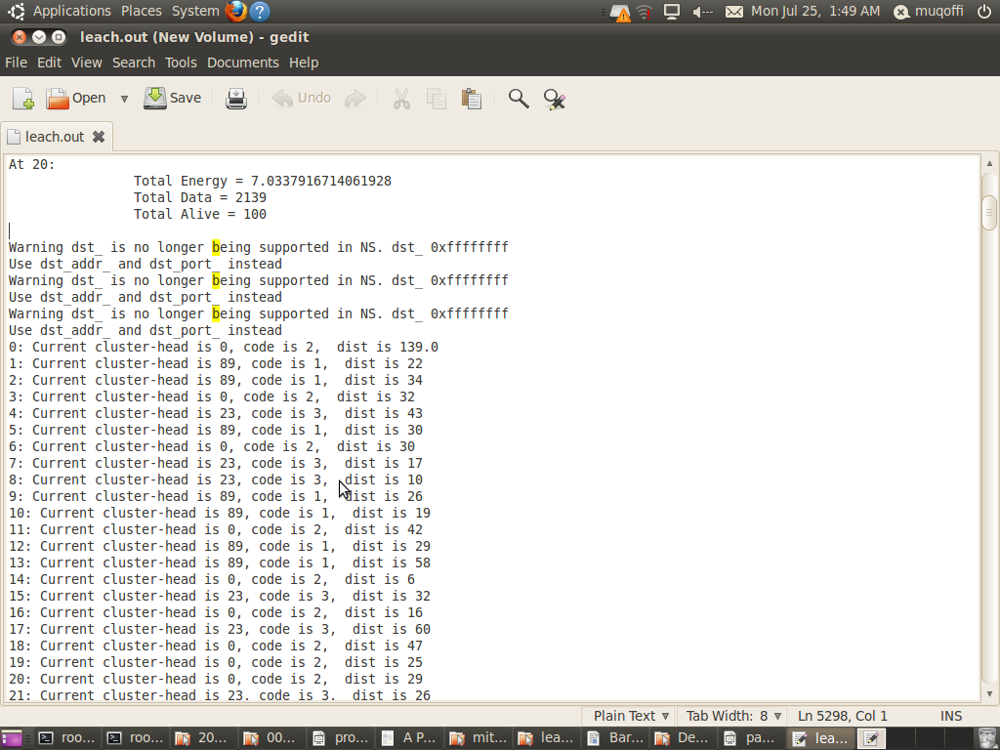 Applications Places System Mon Jul 25, 1:49 AM muqoffi
leach.out (New Volume) - gedit
File Edit View Search Tools Documents Help
Open Save Undo
leach.out
At 20:
Total Energy = 7.0337916714061928
Total Data = 2139
Total Alive = 100
Warning dst_ is no longer being supported in NS. dst_ 0xffffffff
Use dst_addr_ and dst_port_ instead
Warning dst_ is no longer being supported in NS. dst_ 0xffffffff
Use dst_addr_ and dst_port_ instead
Warning dst_ is no longer being supported in NS. dst_ 0xffffffff
Use dst_addr_ and dst_port_ instead
0: Current cluster-head is 0, code is 2,  dist is 139.0
1: Current cluster-head is 89, code is 1,  dist is 22
2: Current cluster-head is 89, code is 1,  dist is 34
3: Current cluster-head is 0, code is 2,  dist is 32
4: Current cluster-head is 23, code is 3,  dist is 43
5: Current cluster-head is 89, code is 1,  dist is 30
6: Current cluster-head is 0, code is 2,  dist is 30
7: Current cluster-head is 23, code is 3,  dist is 17
8: Current cluster-head is 23, code is 3,  dist is 10
9: Current cluster-head is 89, code is 1,  dist is 26
10: Current cluster-head is 89, code is 1,  dist is 19
11: Current cluster-head is 0, code is 2,  dist is 42
12: Current cluster-head is 89, code is 1,  dist is 29
13: Current cluster-head is 89, code is 1,  dist is 58
14: Current cluster-head is 0, code is 2,  dist is 6
15: Current cluster-head is 23, code is 3,  dist is 32
16: Current cluster-head is 0, code is 2,  dist is 16
17: Current cluster-head is 23, code is 3,  dist is 60
18: Current cluster-head is 0, code is 2,  dist is 47
19: Current cluster-head is 0, code is 2,  dist is 25
20: Current cluster-head is 0, code is 2,  dist is 29
21: Current cluster-head is 23, code is 3,  dist is 26
Plain Text Tab Width: 8 Ln 5298, Col 1 INS
roo... roo... 20... 00... pro... A P... mit... lea... Bar... De... pa... lea...